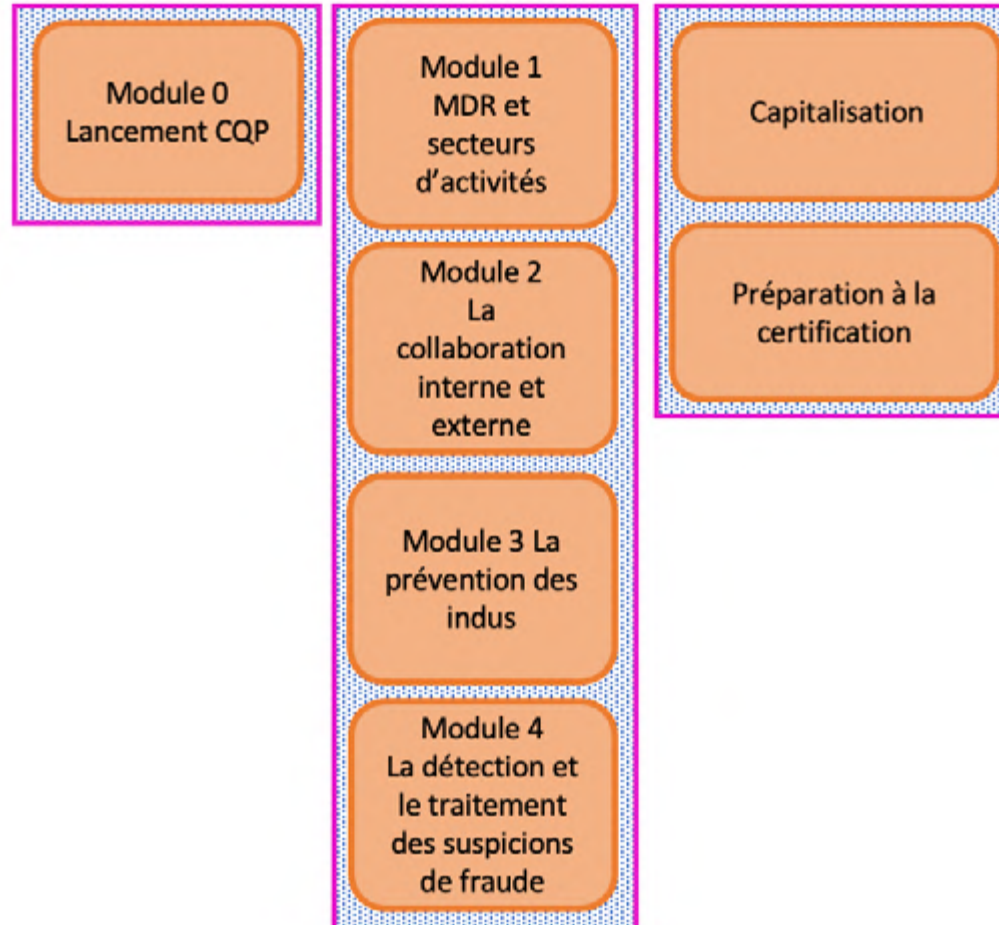 Module 0
Lancement CQP
Module 1
MDR et
secteurs
d'activités
Module 2
La
collaboration
interne et
externe
Module 3 La
prévention des
indus
Module 4
La détection et
le traitement
des suspicions
de fraude
Capitalisation
Préparation à la
certification